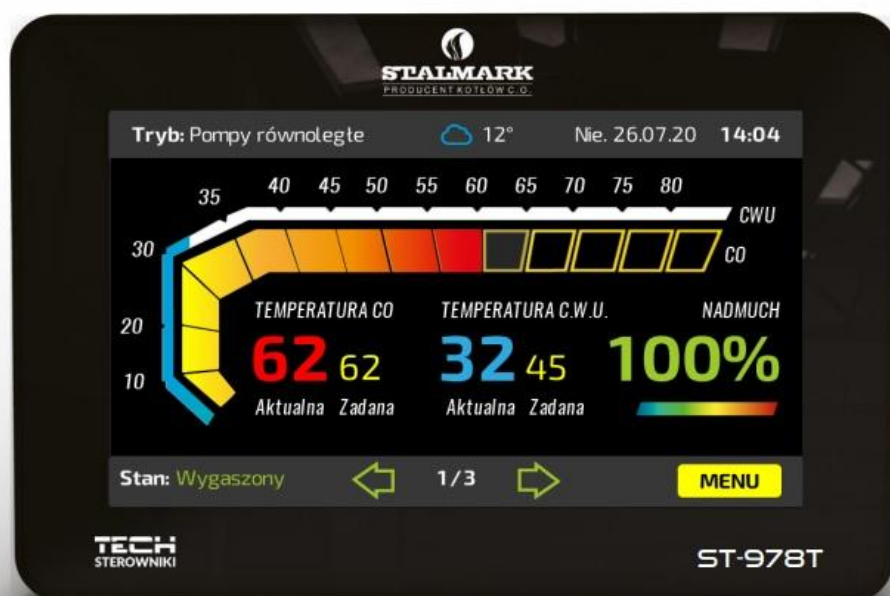 STALMARK
PRODUCENT KOTŁÓW C.O.
Tryb: Pompy równoległe 12° Nie. 26.07.20 14:04
35 40 45 50 55 60 65 70 75 80
CWU
30
CO
TEMPERATURA CO TEMPERATURA C.W.U. NADMUCH
20
62 62 32 45 100%
10
Aktualna Zadana Aktualna Zadana
Stan: Wygaszony 1/3 MENU
TECH
STEROWNIKI
ST-978T